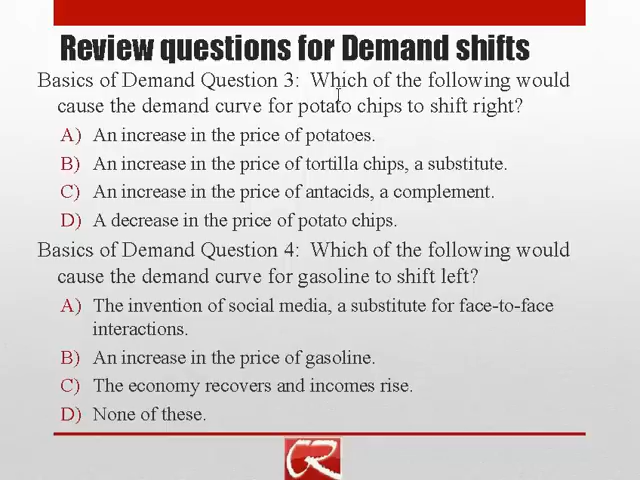 Review questions for Demand shifts
Basics of Demand Question 3: Which of the following would
cause the demand curve for potato chips to shift right?
A) An increase in the price of potatoes.
B) An increase in the price of tortilla chips, a substitute.
C) An increase in the price of antacids, a complement.
D) A decrease in the price of potato chips.
Basics of Demand Question 4: Which of the following would
cause the demand curve for gasoline to shift left?
A) The invention of social media, a substitute for face-to-face
interactions.
B) An increase in the price of gasoline.
C) The economy recovers and incomes rise.
D) None of these.
CR